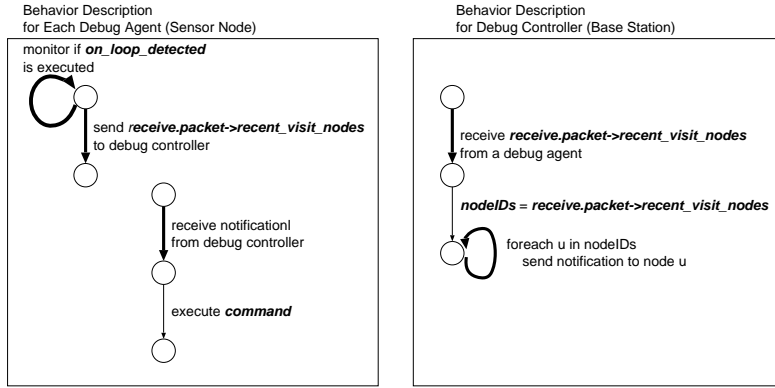 Behavior Description
for Each Debug Agent (Sensor Node)
monitor if on_loop_detected
is executed
send receive.packet->recent_visit_nodes
to debug controller
receive notificationl
from debug controller
execute command
Behavior Description
for Debug Controller (Base Station)
receive receive.packet->recent_visit_nodes
from a debug agent
nodeIDs = receive.packet->recent_visit_nodes
foreach u in nodeIDs
send notification to node u